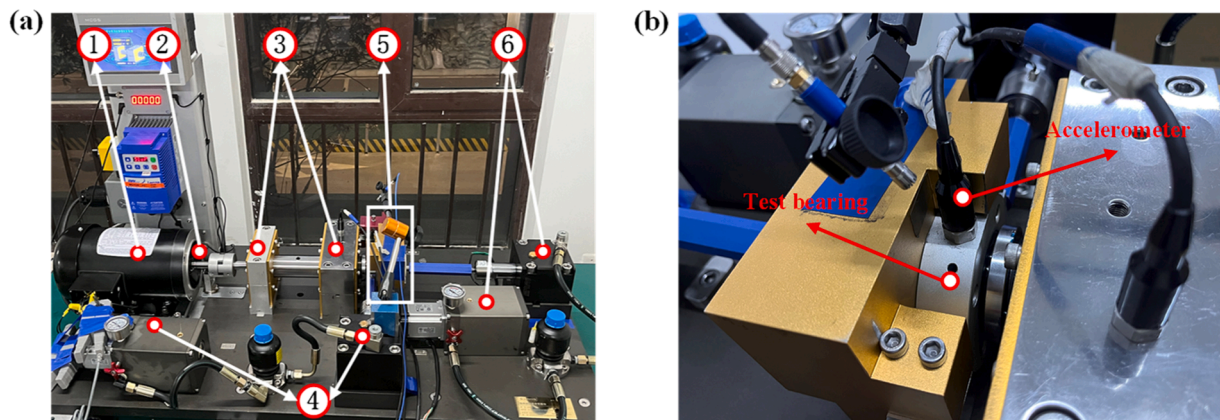 (a)
① ② ③ ⑤ ⑥
00000
④
(b)
Accelerometer
Test bearing